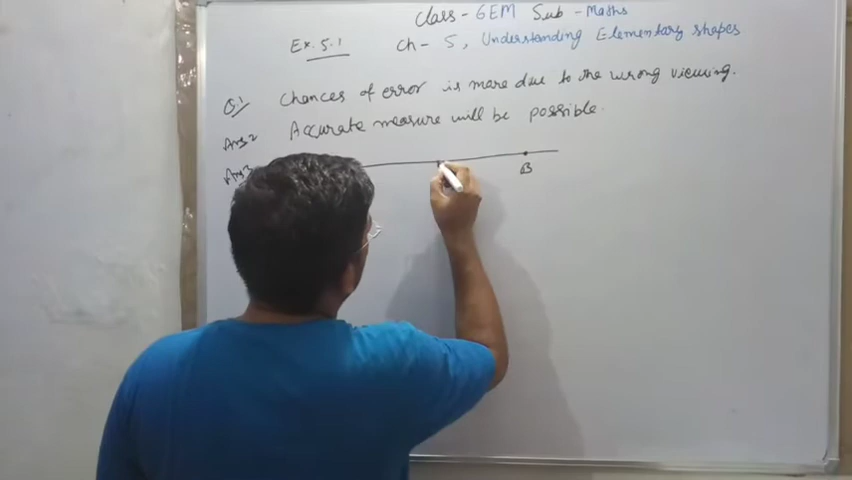 Class - 6EM Sub - Maths
Ex. 5.1 Ch - 5, Understanding Elementary shapes
Q.1 Chances of error is more due to the wrong viewing.
Ans 2 Accurate measure will be possible.
Ans 3
B